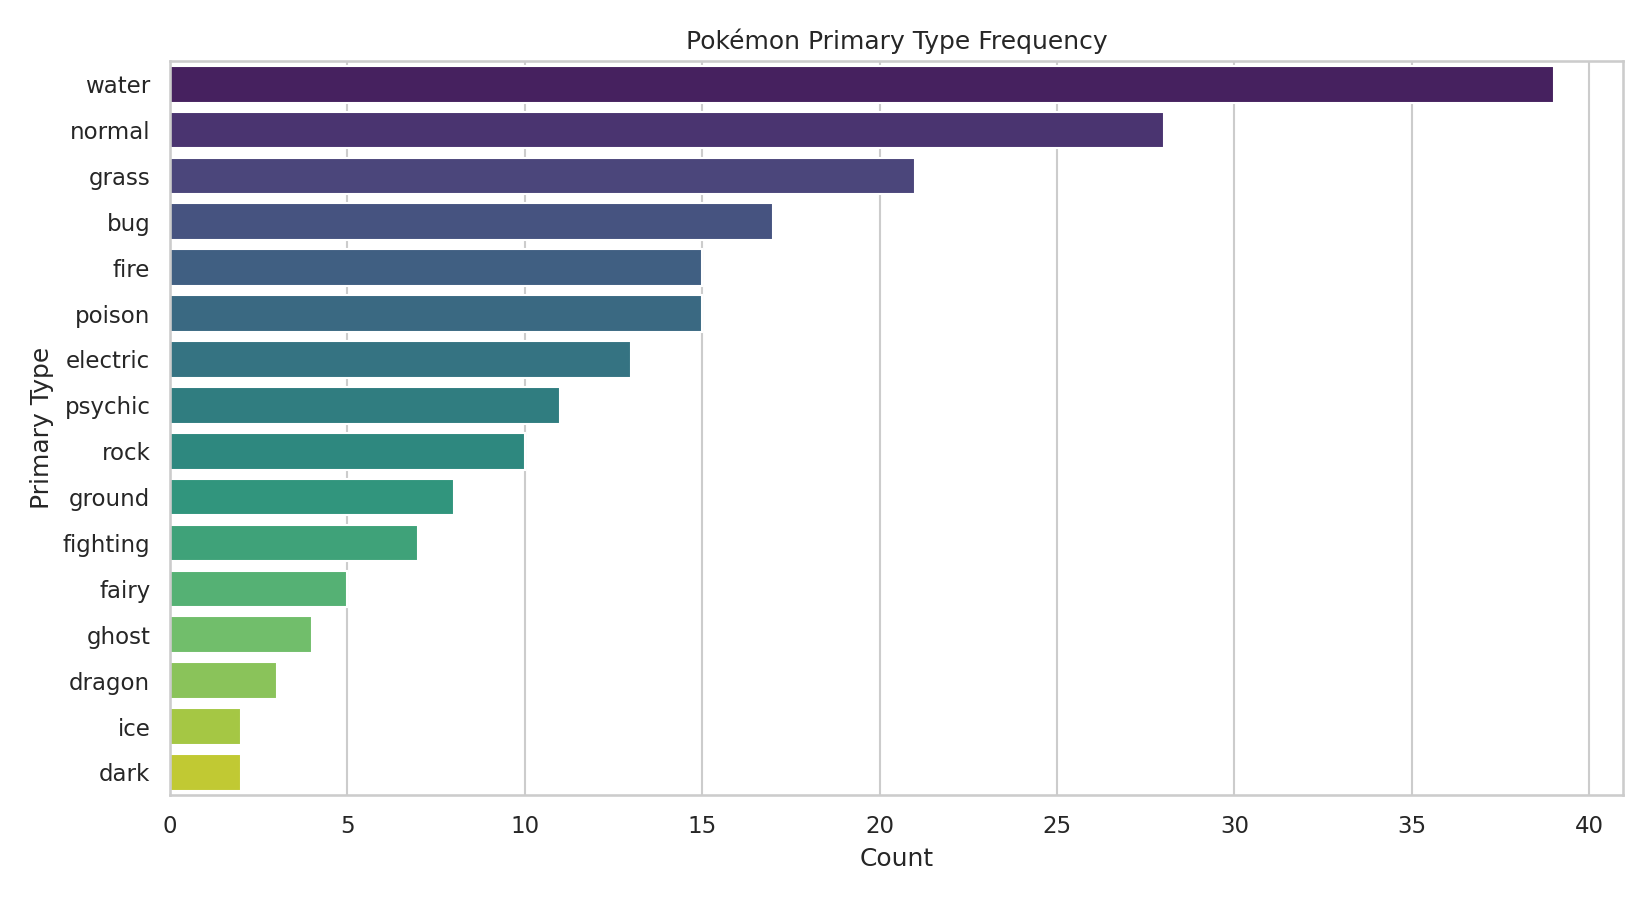 Pokémon Primary Type Frequency
water
normal
grass
bug
fire
poison
electric
psychic
rock
ground
fighting
fairy
ghost
dragon
ice
dark
Primary Type
0 5 10 15 20 25 30 35 40
Count